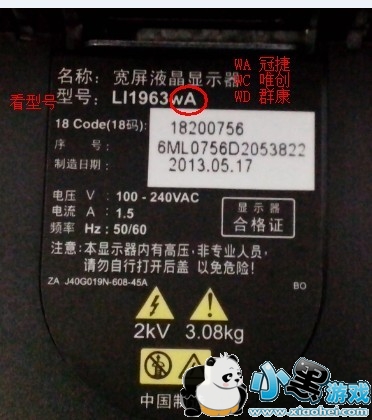 WA 冠捷
名称：宽屏液晶显示器
WC 唯创
看型号
型号：LI1963wA
WD 群康
18 Code(18码)：18200756
序 号：6ML0756D2053822
制造日期：2013.05.17
电压 V：100 - 240VAC
电流 A：1.5
频率 Hz：50/60
显示器
合格证
注意：本显示器内有高压，非专业人员，
请勿自行打开后盖 以免危险！
ZA J40G019N-608-45A
BO
2kV 3.08kg
中国制
小黑游戏
www.xiaohei.com